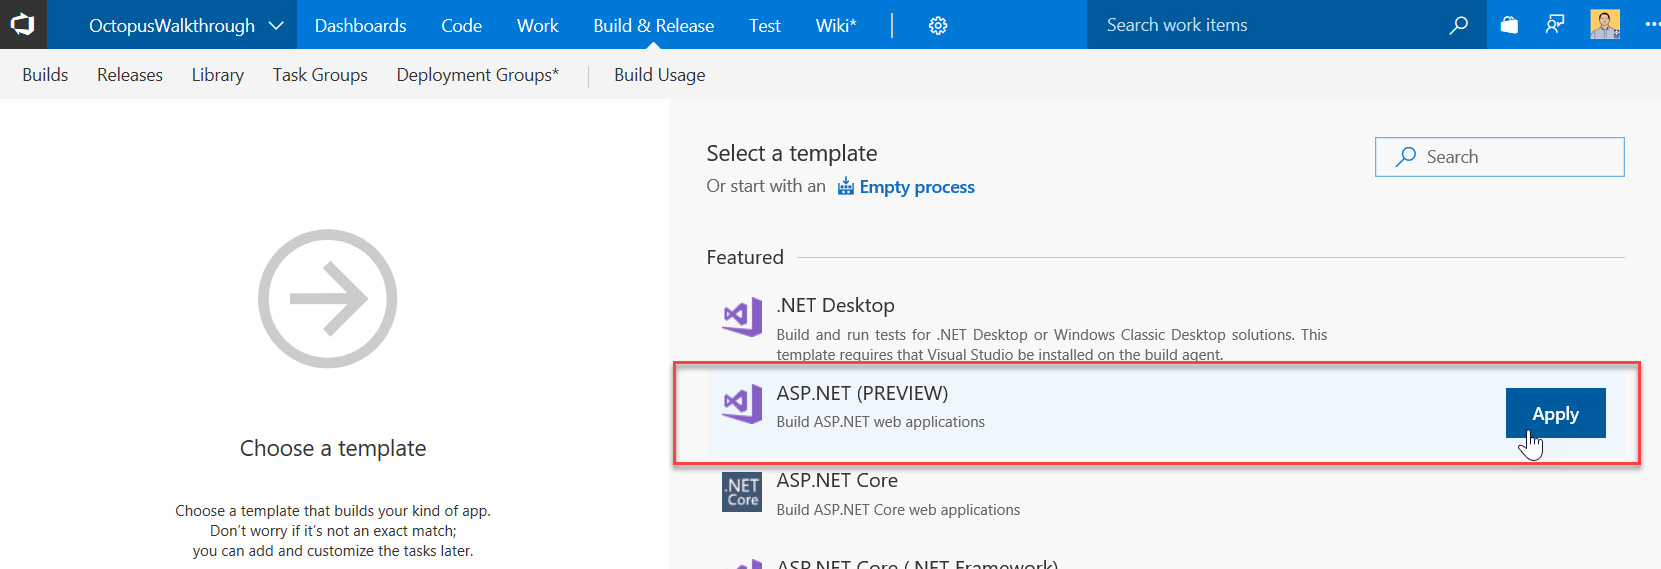 OctopusWalkthrough Dashboards Code Work Build & Release Test Wiki* Search work items
Builds Releases Library Task Groups Deployment Groups* Build Usage
Choose a template
Choose a template that builds your kind of app.
Don't worry if it's not an exact match;
you can add and customize the tasks later.
Select a template
Search
Or start with an Empty process
Featured
.NET Desktop
Build and run tests for .NET Desktop or Windows Classic Desktop solutions. This
template requires that Visual Studio be installed on the build agent.
ASP.NET (PREVIEW)
Build ASP.NET web applications
Apply
.NET
Core
ASP.NET Core
Build ASP.NET Core web applications
ASP.NET Core (.NET Framework)